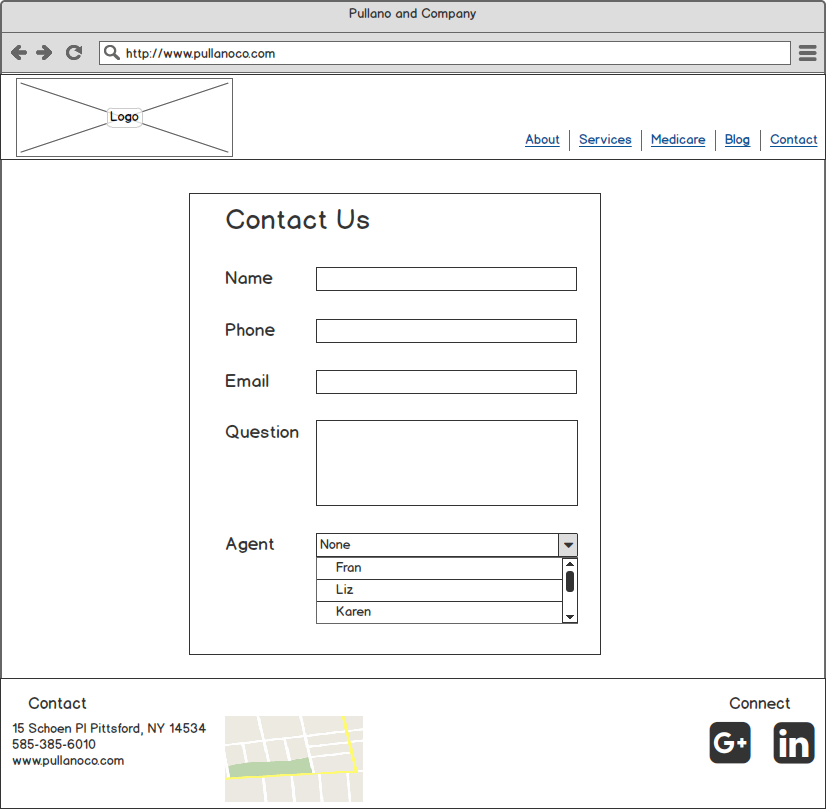 Pullano and Company
http://www.pullanoco.com
Logo
About Services Medicare Blog Contact
Contact Us
Name
Phone
Email
Question
Agent None
Fran
Liz
Karen
Contact
15 Schoen Pl Pittsford, NY 14534
585-385-6010
www.pullanoco.com
Connect
G+ in